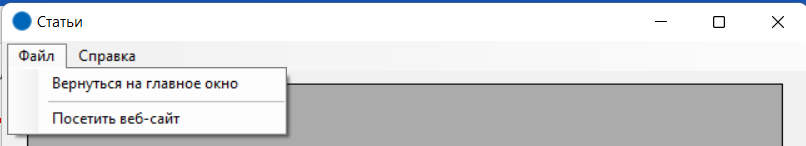 Статьи
Файл Справка
Вернуться на главное окно
Посетить веб-сайт